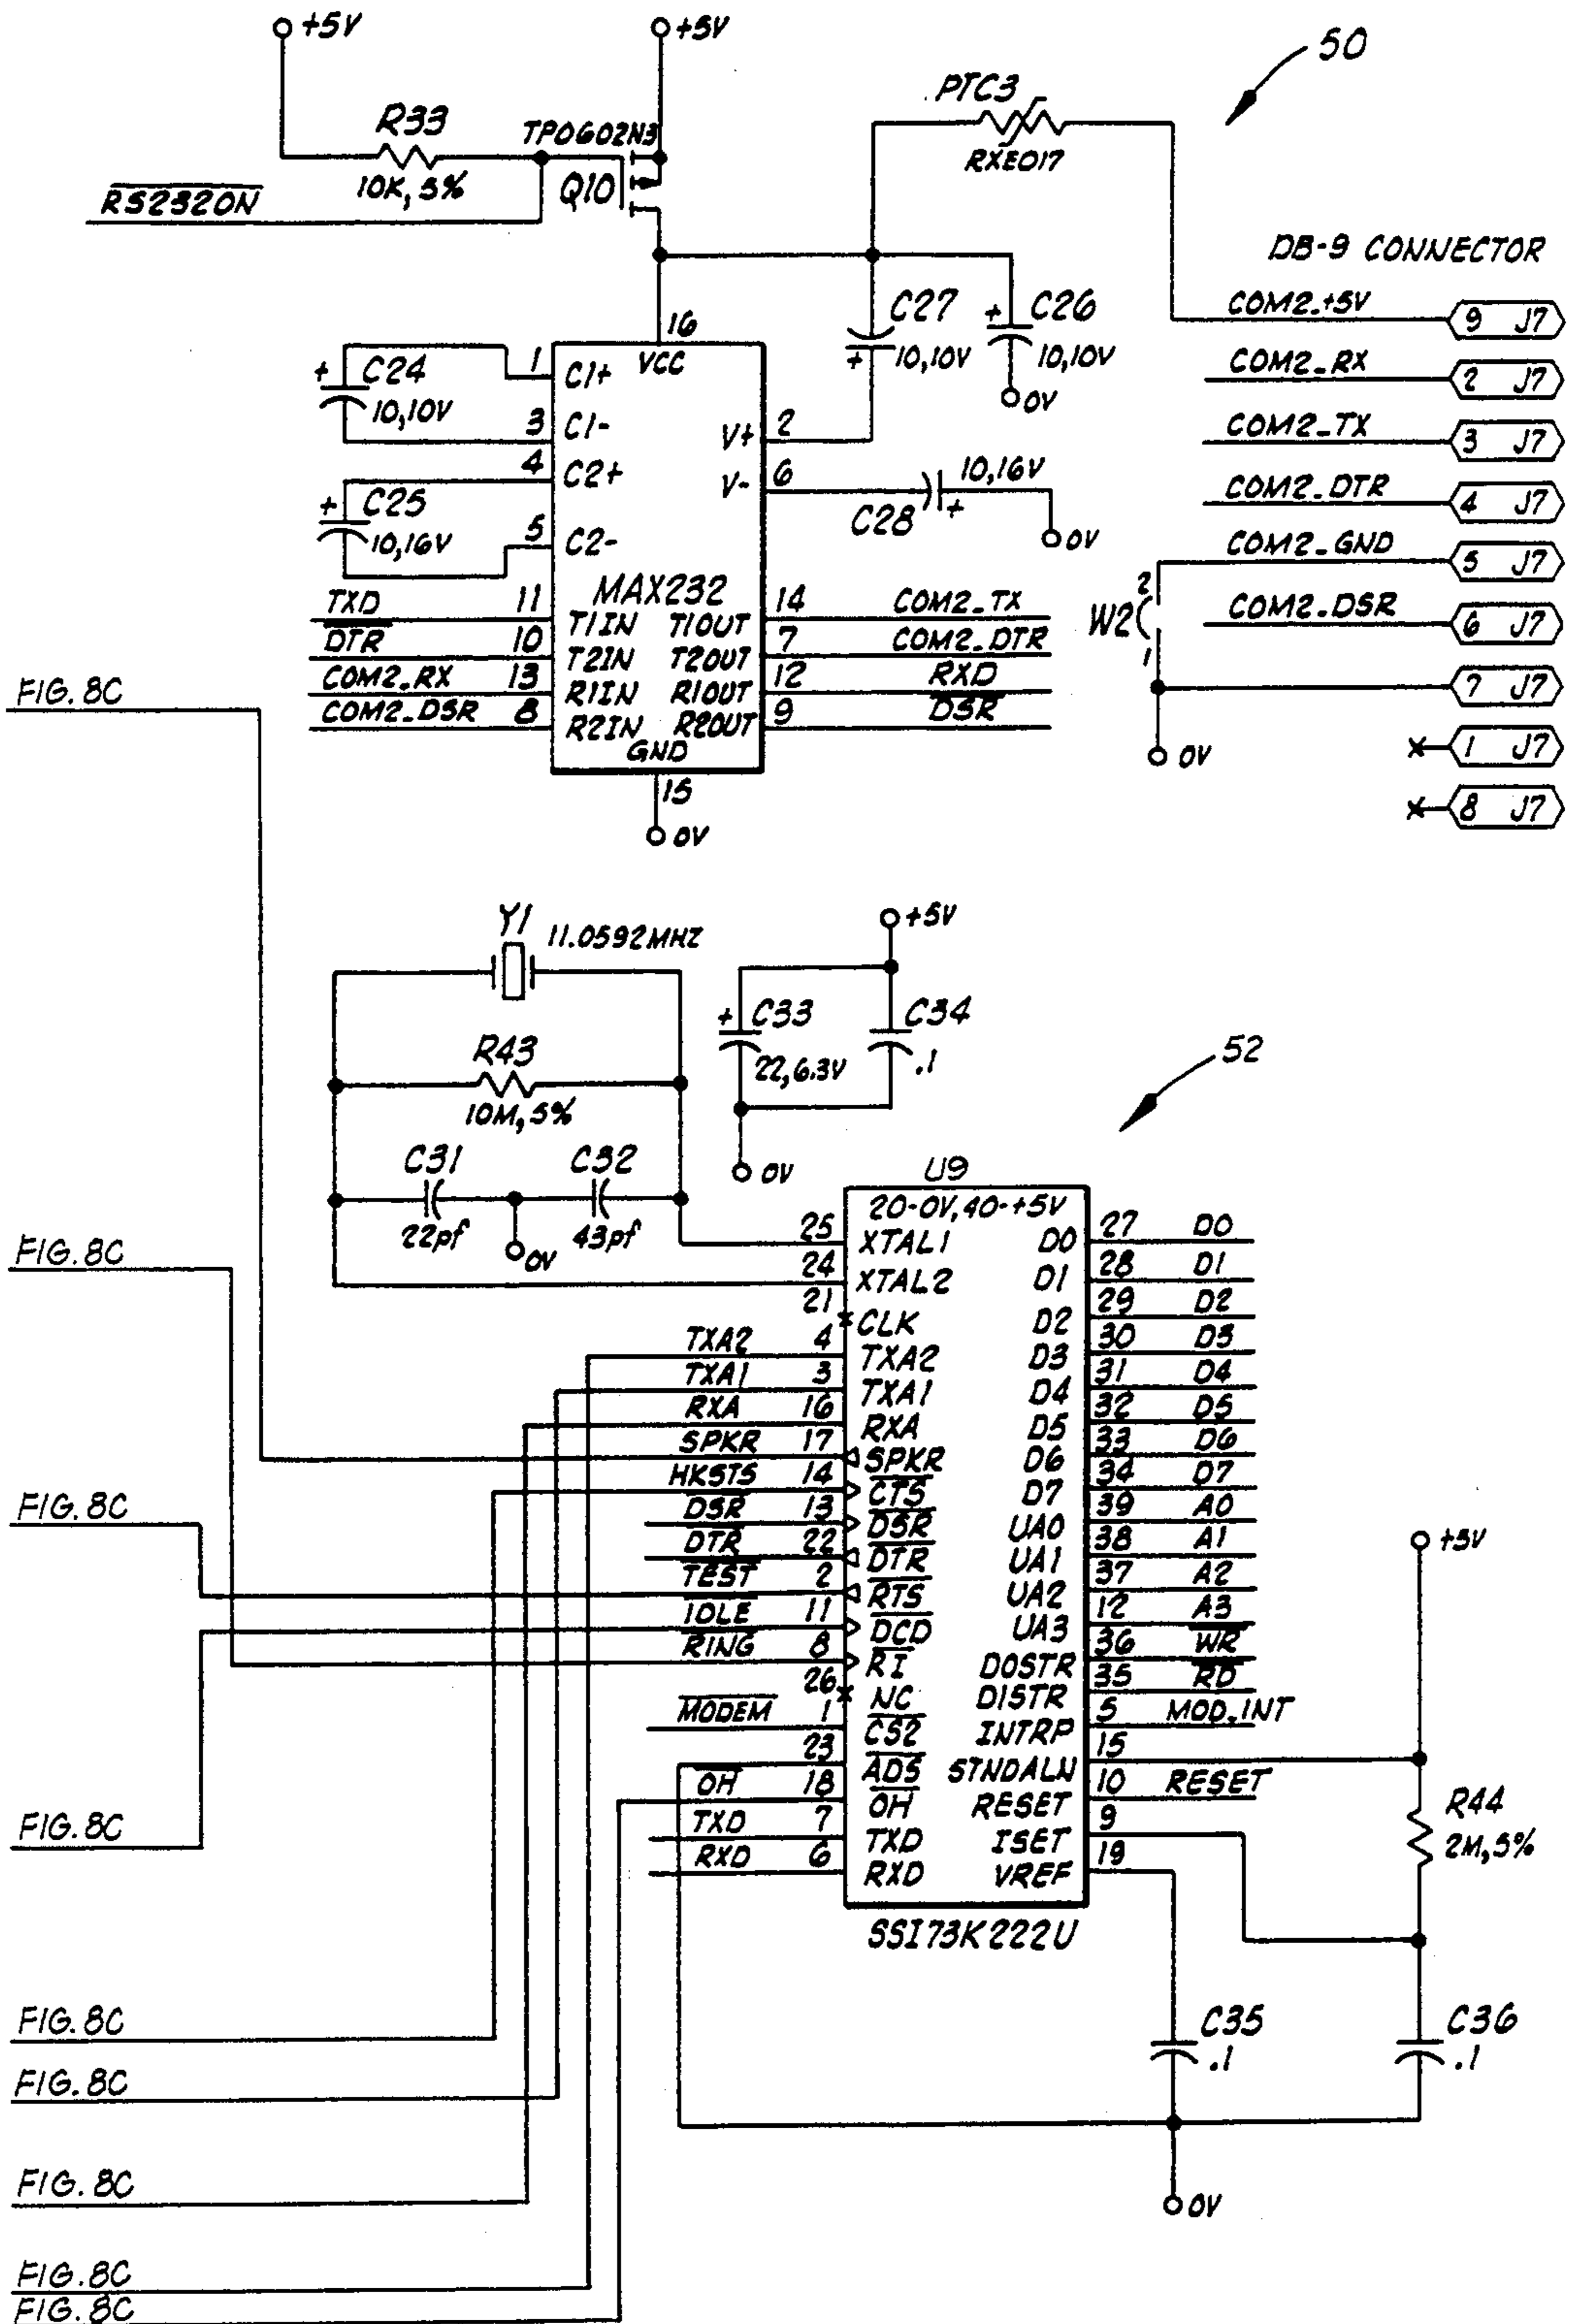 +5V
+5V
50
PTC3
R33
TP0602N3
10K, 5%
Q10
RXE017
RS232ON
DB-9 CONNECTOR
COM2.+5V
9 J7
COM2_RX
2 J7
COM2_TX
3 J7
COM2_DTR
4 J7
COM2_GND
5 J7
COM2_DSR
6 J7
7 J7
1 J7
8 J7
W2
2
1
0V
C27
+ 10,10V
+ C26
10,10V
0V
16
VCC
+ C24
10,10V
1 C1+
3 C1-
4 C2+
+ C25
10,16V
5 C2-
V+ 2
V- 6
10,16V
C28 +
0V
MAX232
TXD 11 T1IN T1OUT 14 COM2_TX
DTR 10 T2IN T2OUT 7 COM2_DTR
COM2_RX 13 R1IN R1OUT 12 RXD
COM2_DSR 8 R2IN R2OUT 9 DSR
GND
15
0V
FIG. 8C
Y1
11.0592MHZ
R43
10M, 5%
C31
22pf
C32
43pf
0V
+5V
+ C33
22, 6.3V
C34
.1
0V
52
U9
20-0V, 40-+5V
FIG. 8C
25 XTAL1 D0 27 D0
24 XTAL2 D1 28 D1
21 CLK D2 29 D2
TXA2 4 TXA2 D3 30 D3
TXA1 3 TXA1 D4 31 D4
RXA 16 RXA D5 32 D5
SPKR 17 SPKR D6 33 D6
HKSTS 14 CTS D7 34 D7
DSR 13 DSR UA0 39 A0
DTR 22 DTR UA1 38 A1
TEST 2 RTS UA2 37 A2
IDLE 11 DCD UA3 12 A3
RING 8 RI DOSTR 36 WR
26 NC DISTR 35 RD
MODEM 1 CS2 INTRP 5 MOD_INT
23 ADS STNDALN 15
OH 18 OH RESET 10 RESET
TXD 7 TXD ISET 9
RXD 6 RXD VREF 19
SSI73K222U
+5V
R44
2M, 5%
FIG. 8C
FIG. 8C
C35
.1
C36
.1
0V
FIG. 8C
FIG. 8C
FIG. 8C
FIG. 8C
FIG. 8C